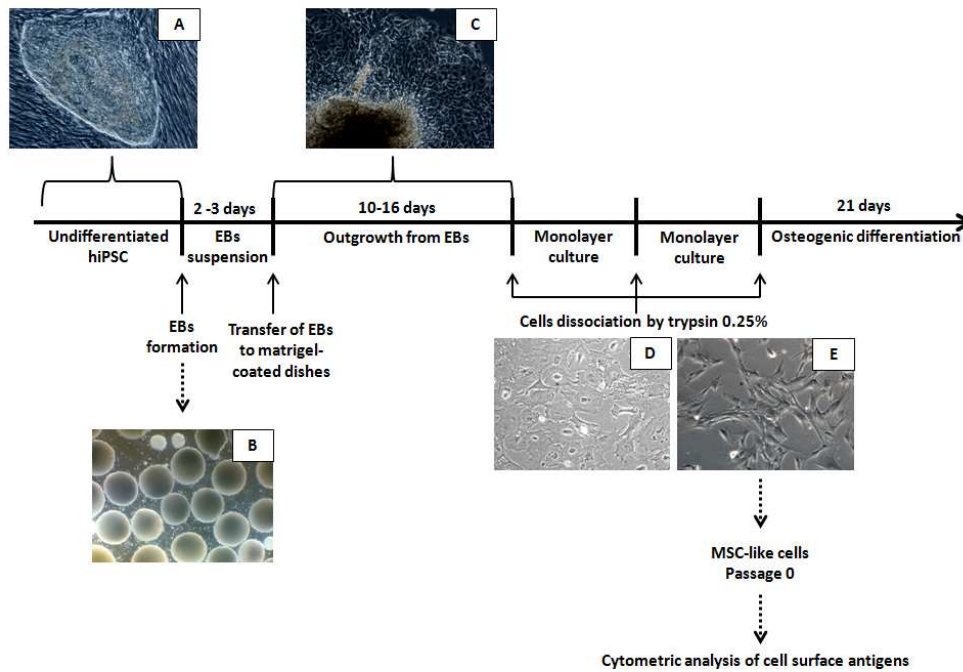 A
C
2 -3 days
10-16 days
21 days
Undifferentiated
hiPSC
EBs
suspension
Outgrowth from EBs
Monolayer
culture
Monolayer
culture
Osteogenic differentiation
EBs
formation
Transfer of EBs
to matrigel-
coated dishes
Cells dissociation by trypsin 0.25%
D
E
B
MSC-like cells
Passage 0
Cytometric analysis of cell surface antigens